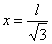 x = l/√3